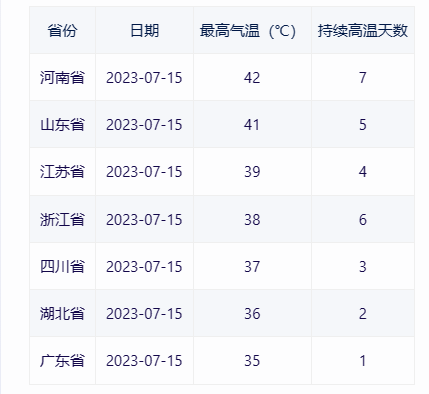 省份 日期 最高气温（℃） 持续高温天数
河南省 2023-07-15 42 7
山东省 2023-07-15 41 5
江苏省 2023-07-15 39 4
浙江省 2023-07-15 38 6
四川省 2023-07-15 37 3
湖北省 2023-07-15 36 2
广东省 2023-07-15 35 1